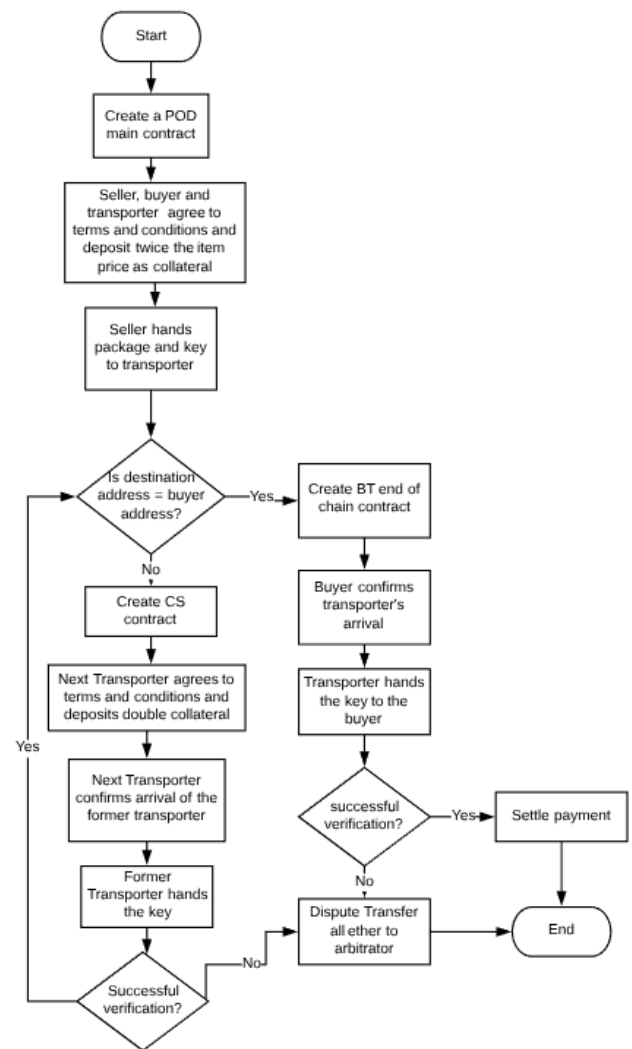 Start
Create a POD
main contract
Seller, buyer and
transporter agree to
terms and conditions and
deposit twice the item
price as collateral
Seller hands
package and key
to transporter
Is destination
address = buyer
address?
Yes
No
Create CS
contract
Next Transporter agrees to
terms and conditions and
deposits double collateral
Next Transporter
confirms arrival of the
former transporter
Former
Transporter hands
the key
Successful
verification?
Yes
No
Create BT end of
chain contract
Buyer confirms
transporter's
arrival
Transporter hands
the key to the
buyer
successful
verification?
Yes
No
Settle payment
Dispute Transfer
all ether to
arbitrator
End